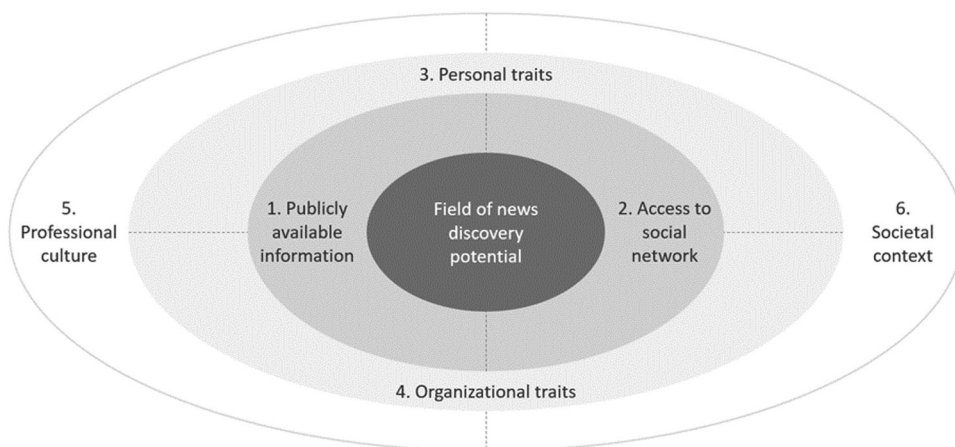 3. Personal traits
5.
Professional
culture
1. Publicly
available
information
Field of news
discovery
potential
2. Access to
social
network
6.
Societal
context
4. Organizational traits